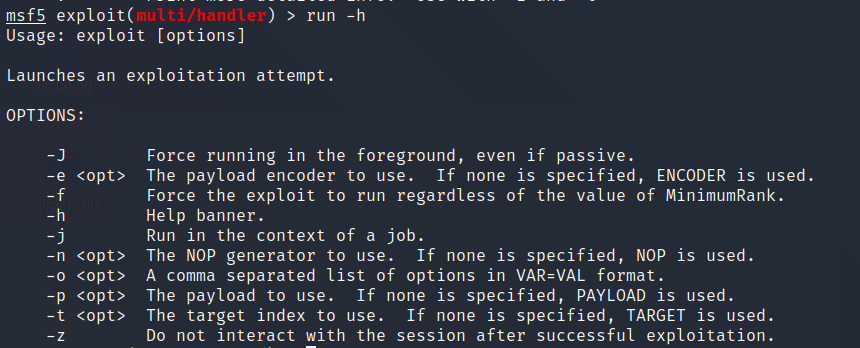 msf5 exploit(multi/handler) > run -h
Usage: exploit [options]
Launches an exploitation attempt.
OPTIONS:
-J Force running in the foreground, even if passive.
-e <opt> The payload encoder to use. If none is specified, ENCODER is used.
-f Force the exploit to run regardless of the value of MinimumRank.
-h Help banner.
-j Run in the context of a job.
-n <opt> The NOP generator to use. If none is specified, NOP is used.
-o <opt> A comma separated list of options in VAR=VAL format.
-p <opt> The payload to use. If none is specified, PAYLOAD is used.
-t <opt> The target index to use. If none is specified, TARGET is used.
-z Do not interact with the session after successful exploitation.